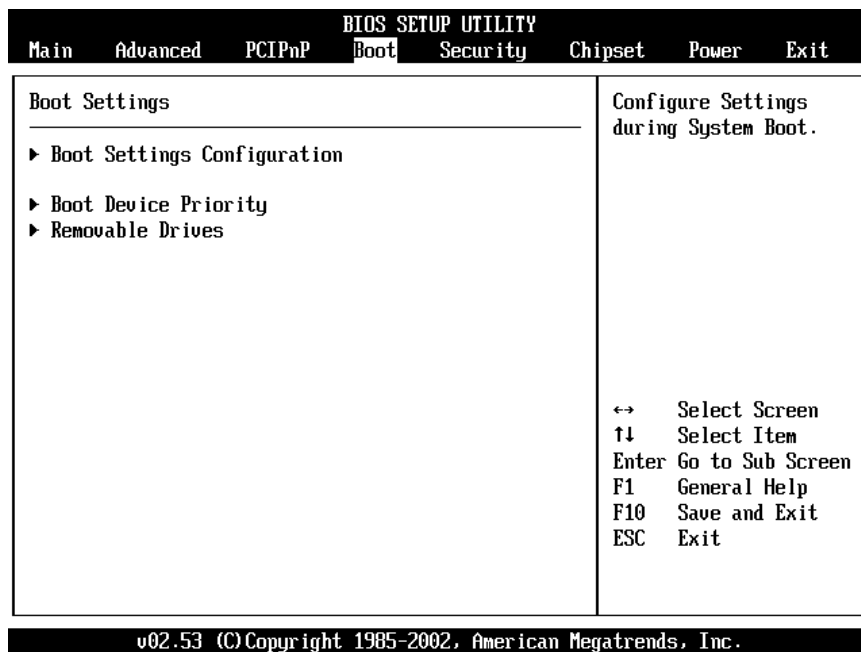 BIOS SETUP UTILITY
Main Advanced PCIPnP Boot Security Chipset Power Exit
Boot Settings
▶ Boot Settings Configuration
▶ Boot Device Priority
▶ Removable Drives
Configure Settings
during System Boot.
↔ Select Screen
↑↓ Select Item
Enter Go to Sub Screen
F1 General Help
F10 Save and Exit
ESC Exit
v02.53 (C)Copyright 1985-2002, American Megatrends, Inc.